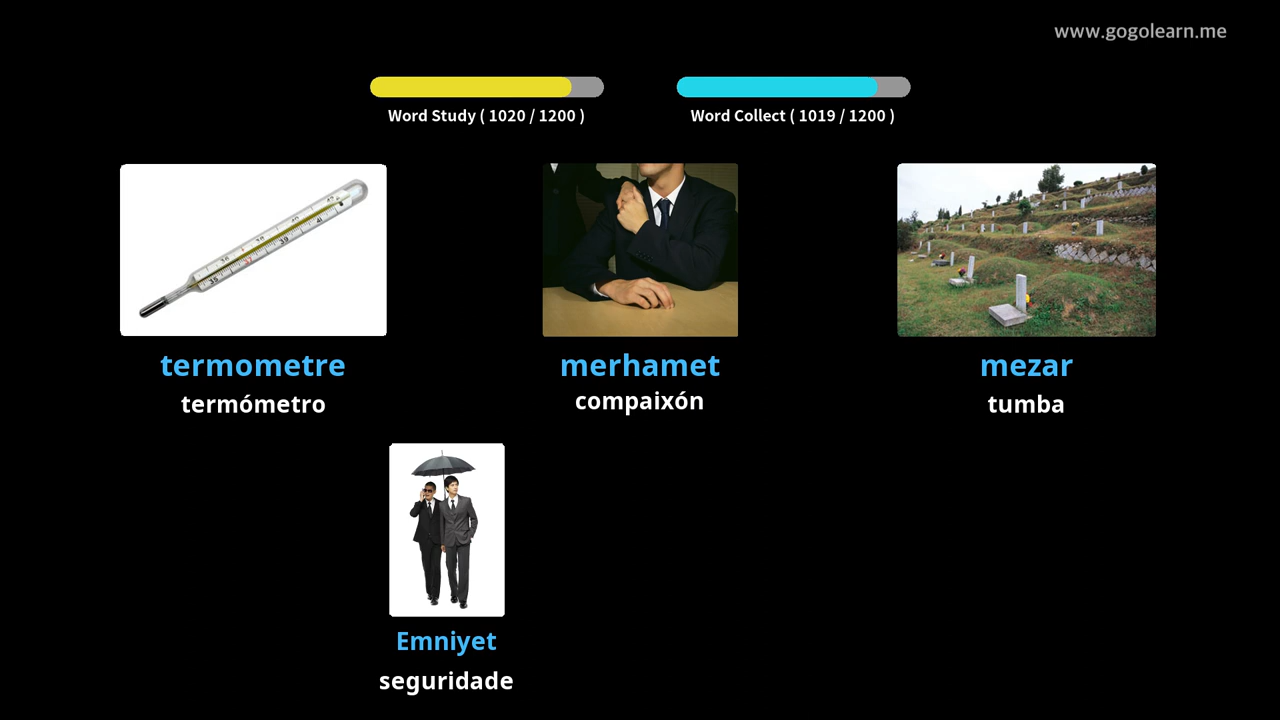 www.gogolearn.me
Word Study ( 1020 / 1200 )
Word Collect ( 1019 / 1200 )
termometre
termómetro
merhamet
compaixón
mezar
tumba
Emniyet
seguridade